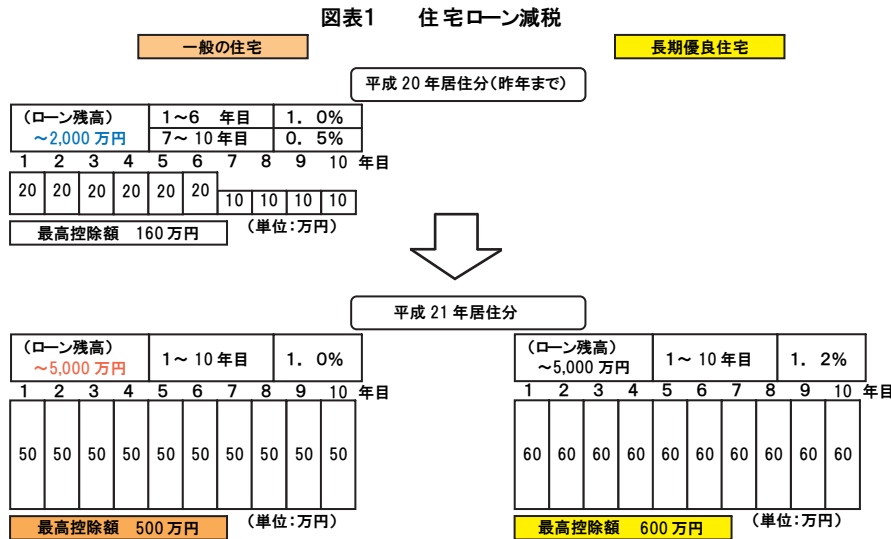 図表1 住宅ローン減税
一般の住宅 長期優良住宅
平成20年居住分(昨年まで)
(ローン残高) 1～6 年目 1．0%
～2,000万円 7～10年目 0．5%
1 2 3 4 5 6 7 8 9 10 年目
20 20 20 20 20 20 10 10 10 10
最高控除額 160万円 (単位:万円)
平成21年居住分
(ローン残高)
～5,000万円 1～10年目 1．0%
1 2 3 4 5 6 7 8 9 10 年目
50 50 50 50 50 50 50 50 50 50
最高控除額 500万円 (単位:万円)
(ローン残高)
～5,000万円 1～10年目 1．2%
1 2 3 4 5 6 7 8 9 10 年目
60 60 60 60 60 60 60 60 60 60
最高控除額 600万円 (単位:万円)